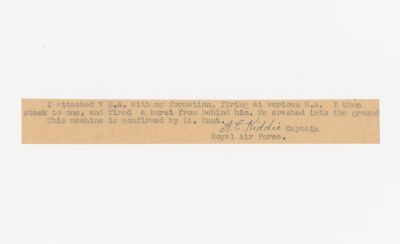 I attacked 7 E.A. with my formation, firing at various E.A.  I then
stuck to one, and fired  a burst from behind him. He crashed into the ground
This machine is confirmed by Lt. Hunt.
A. C. Kiddie Captain
Royal Air Force.